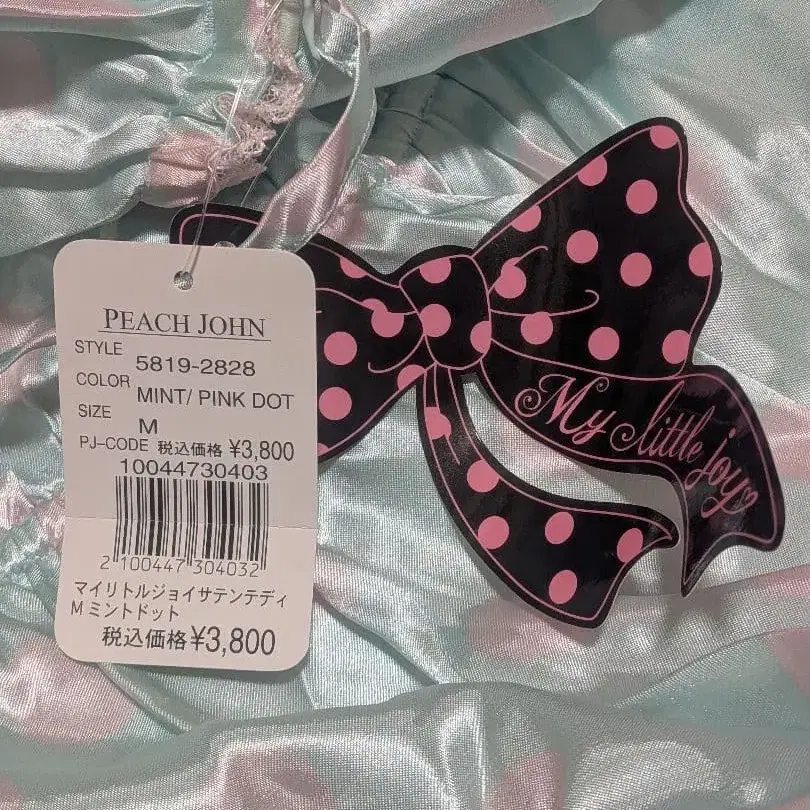 PEACH JOHN
STYLE 5819-2828
COLOR MINT/ PINK DOT
SIZE M
PJ-CODE 税込価格 ¥3,800
10044730403
2 100447 304032
マイリトルジョイサテンテディ
M ミントドット
税込価格¥3,800
My little joy